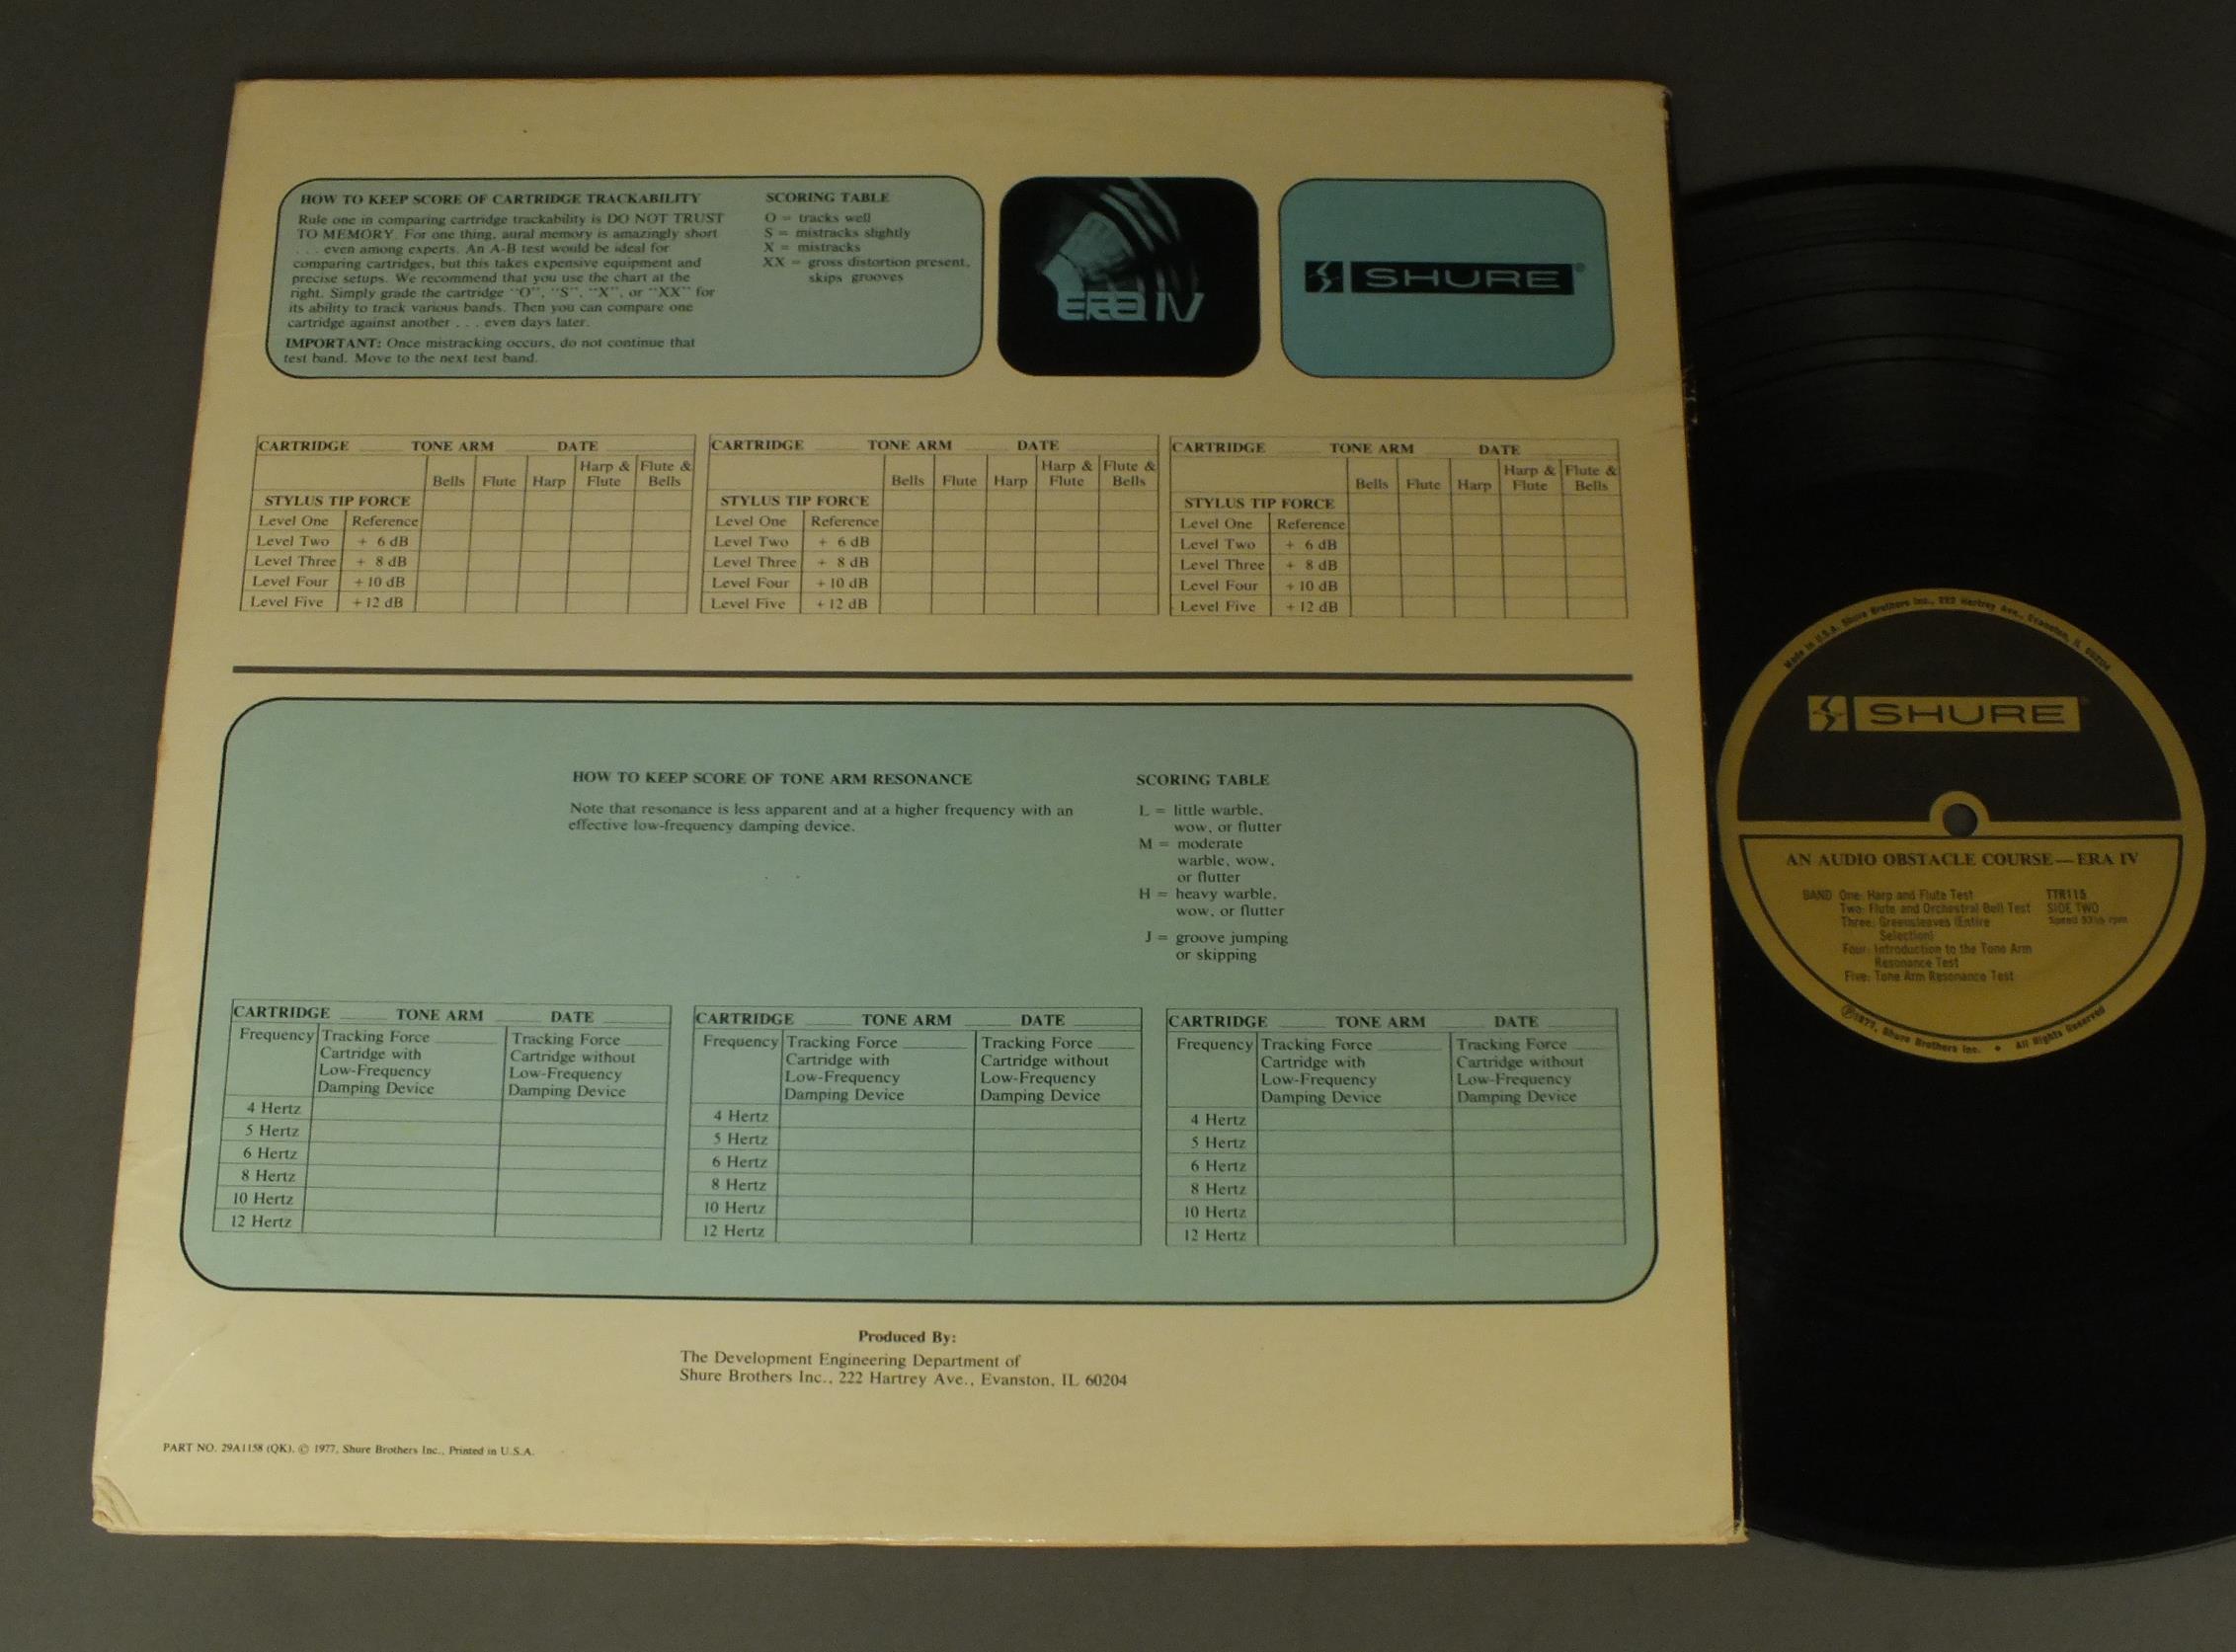 HOW TO KEEP SCORE OF CARTRIDGE TRACKABILITY
Rule one in comparing cartridge trackability is DO NOT TRUST
TO MEMORY. For one thing, aural memory is amazingly short
. . . even among experts. An A-B test would be ideal for
comparing cartridges, but this takes expensive equipment and
precise setups. We recommend that you use the chart at the
right. Simply grade the cartridge "O", "S", "X", or "XX" for
its ability to track various bands. Then you can compare one
cartridge against another . . . even days later.
IMPORTANT: Once mistracking occurs, do not continue that
test band. Move to the next test band.
SCORING TABLE
O = tracks well
S = mistracks slightly
X = mistracks
XX = gross distortion present,
skips grooves
ERA IV
SHURE®
CARTRIDGE TONE ARM DATE
Bells Flute Harp Harp & Flute Flute & Bells
STYLUS TIP FORCE
Level One Reference
Level Two + 6 dB
Level Three + 8 dB
Level Four +10 dB
Level Five +12 dB
CARTRIDGE TONE ARM DATE
Bells Flute Harp Harp & Flute Flute & Bells
STYLUS TIP FORCE
Level One Reference
Level Two + 6 dB
Level Three + 8 dB
Level Four +10 dB
Level Five +12 dB
CARTRIDGE TONE ARM DATE
Bells Flute Harp Harp & Flute Flute & Bells
STYLUS TIP FORCE
Level One Reference
Level Two + 6 dB
Level Three + 8 dB
Level Four +10 dB
Level Five +12 dB
HOW TO KEEP SCORE OF TONE ARM RESONANCE
Note that resonance is less apparent and at a higher frequency with an
effective low-frequency damping device.
SCORING TABLE
L = little warble,
wow, or flutter
M = moderate
warble, wow,
or flutter
H = heavy warble,
wow, or flutter
J = groove jumping
or skipping
CARTRIDGE TONE ARM DATE
Frequency Tracking Force Tracking Force
Cartridge with Cartridge without
Low-Frequency Low-Frequency
Damping Device Damping Device
4 Hertz
5 Hertz
6 Hertz
8 Hertz
10 Hertz
12 Hertz
CARTRIDGE TONE ARM DATE
Frequency Tracking Force Tracking Force
Cartridge with Cartridge without
Low-Frequency Low-Frequency
Damping Device Damping Device
4 Hertz
5 Hertz
6 Hertz
8 Hertz
10 Hertz
12 Hertz
CARTRIDGE TONE ARM DATE
Frequency Tracking Force Tracking Force
Cartridge with Cartridge without
Low-Frequency Low-Frequency
Damping Device Damping Device
4 Hertz
5 Hertz
6 Hertz
8 Hertz
10 Hertz
12 Hertz
Produced By:
The Development Engineering Department of
Shure Brothers Inc., 222 Hartrey Ave., Evanston, IL 60204
PART NO. 29A1158 (QK). © 1977, Shure Brothers Inc., Printed in U.S.A.
Made in U.S.A. Shure Brothers Inc., 222 Hartrey Ave., Evanston, IL 60204
SHURE®
AN AUDIO OBSTACLE COURSE—ERA IV
BAND One: Harp and Flute Test TTR115
Two: Flute and Orchestral Bell Test SIDE TWO
Three: Greensleeves (Entire Speed 33⅓ rpm
Selection)
Four: Introduction to the Tone Arm
Resonance Test
Five: Tone Arm Resonance Test
℗1977, Shure Brothers Inc. • All Rights Reserved